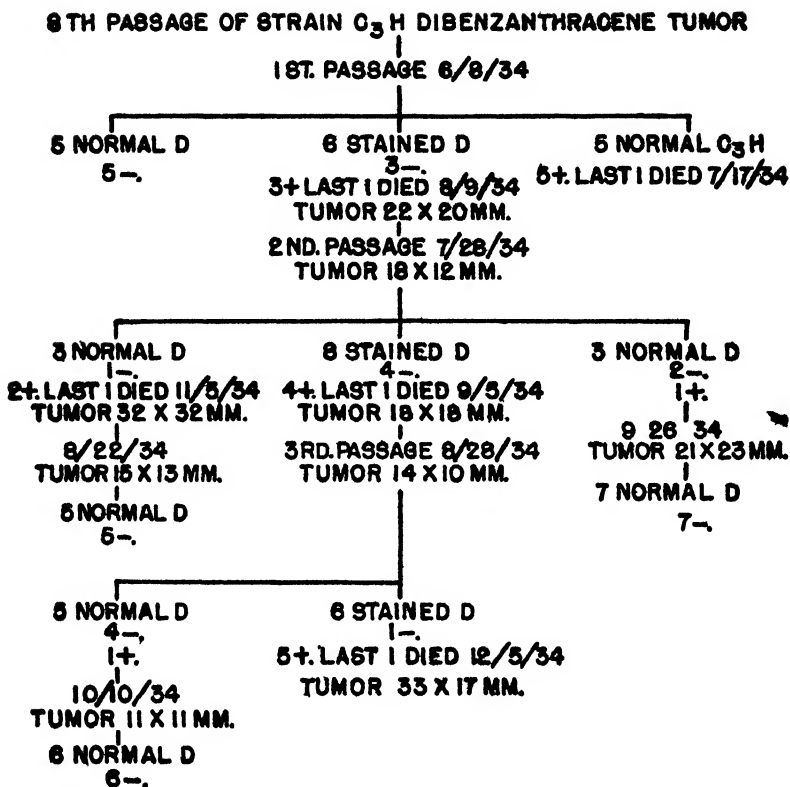 8TH PASSAGE OF STRAIN C3H DIBENZANTHRACENE TUMOR
1ST. PASSAGE 6/8/34
5 NORMAL D
5-.
6 STAINED D
3-.
3+ LAST 1 DIED 8/9/34
TUMOR 22 X 20 MM.
5 NORMAL C3H
5+. LAST 1 DIED 7/17/34
2ND. PASSAGE 7/28/34
TUMOR 18 X 12 MM.
3 NORMAL D
1-.
2+. LAST 1 DIED 11/5/34
TUMOR 32 X 32 MM.
8/22/34
TUMOR 15 X 13 MM.
5 NORMAL D
5-.
8 STAINED D
4-.
4+. LAST 1 DIED 9/5/34
TUMOR 18 X 18 MM.
3RD. PASSAGE 8/28/34
TUMOR 14 X 10 MM.
3 NORMAL D
2-.
1+.
9 26 34
TUMOR 21 X 23 MM.
7 NORMAL D
7-.
5 NORMAL D
4-,
1+.
10/10/34
TUMOR 11 X 11 MM.
6 NORMAL D
6-.
6 STAINED D
1-.
5+. LAST 1 DIED 12/5/34
TUMOR 33 X 17 MM.